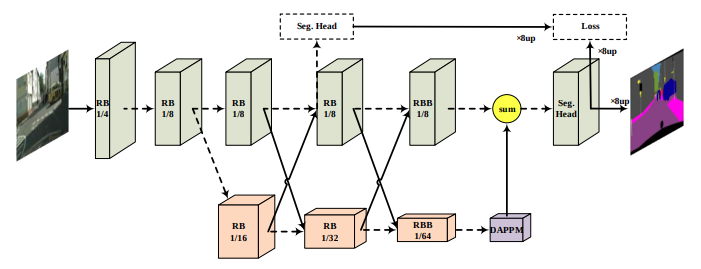 Seg. Head
Loss
×8up
×8up
RB
1/4
RB
1/8
RB
1/8
RB
1/8
RBB
1/8
sum
Seg.
Head
×8up
RB
1/16
RB
1/32
RBB
1/64
DAPPM